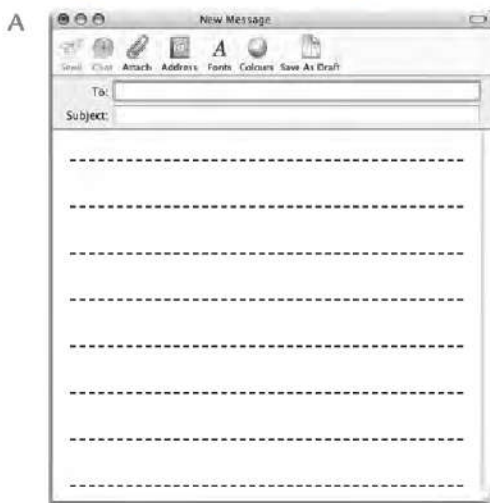 A
New Message
Send Chat Attach Address Fonts Colours Save As Draft
To:
Subject: